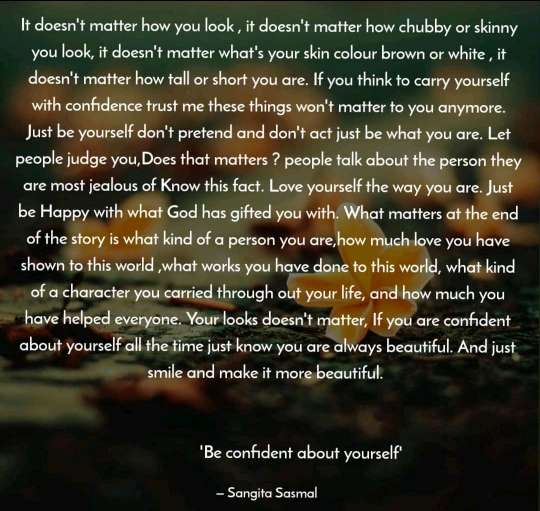 It doesn't matter how you look , it doesn't matter how chubby or skinny
you look, it doesn't matter what's your skin colour brown or white , it
doesn't matter how tall or short you are. If you think to carry yourself
with confidence trust me these things won't matter to you anymore.
Just be yourself don't pretend and don't act just be what you are. Let
people judge you,Does that matters ? people talk about the person they
are most jealous of Know this fact. Love yourself the way you are. Just
be Happy with what God has gifted you with. What matters at the end
of the story is what kind of a person you are,how much love you have
shown to this world ,what works you have done to this world, what kind
of a character you carried through out your life, and how much you
have helped everyone. Your looks doesn't matter, If you are confident
about yourself all the time just know you are always beautiful. And just
smile and make it more beautiful.
'Be confident about yourself'
– Sangita Sasmal